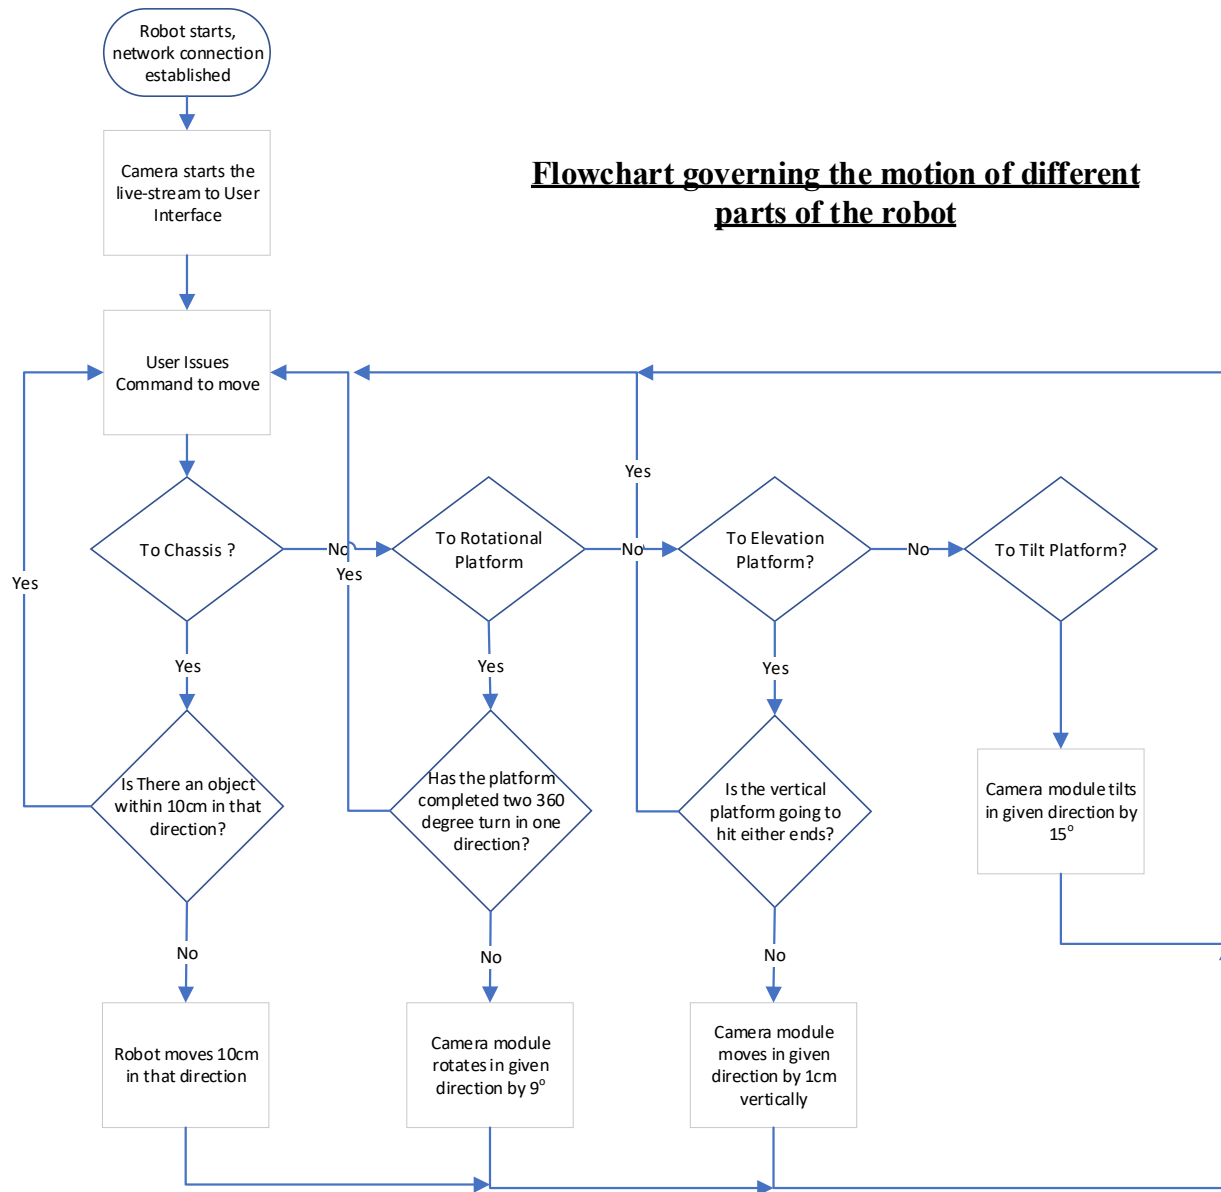 Robot starts,
network connection
established
Camera starts the
live-stream to User
Interface
Flowchart governing the motion of different
parts of the robot
User Issues
Command to move
Yes
To Chassis ?
No
To Rotational
Platform
No
To Elevation
Platform?
No
To Tilt Platform?
Yes
Yes
Yes
Yes
Yes
Is There an object
within 10cm in that
direction?
Has the platform
completed two 360
degree turn in one
direction?
Is the vertical
platform going to
hit either ends?
Camera module tilts
in given direction by
15°
No
No
No
Robot moves 10cm
in that direction
Camera module
rotates in given
direction by 9°
Camera module
moves in given
direction by 1cm
vertically